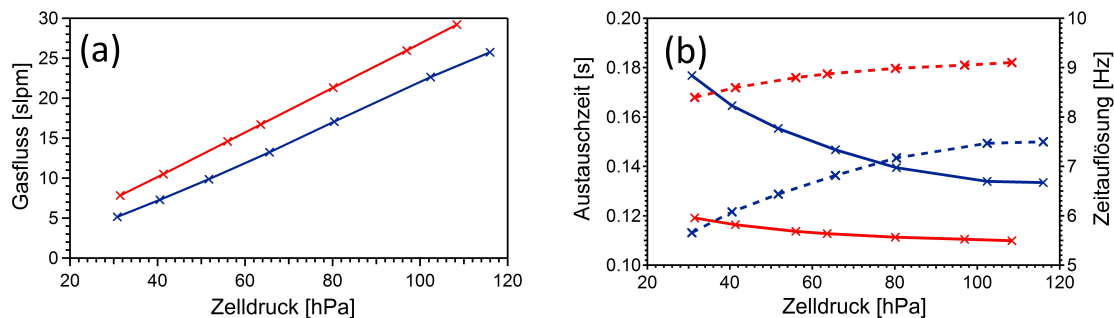 (a)
Gasfluss [slpm]
30
25
20
15
10
5
0
20 40 60 80 100 120
Zelldruck [hPa]
(b)
Austauschzeit [s]
0.20
0.18
0.16
0.14
0.12
0.10
20 40 60 80 100 120
Zelldruck [hPa]
10
9
8
7
6
5
Zeitauflösung [Hz]